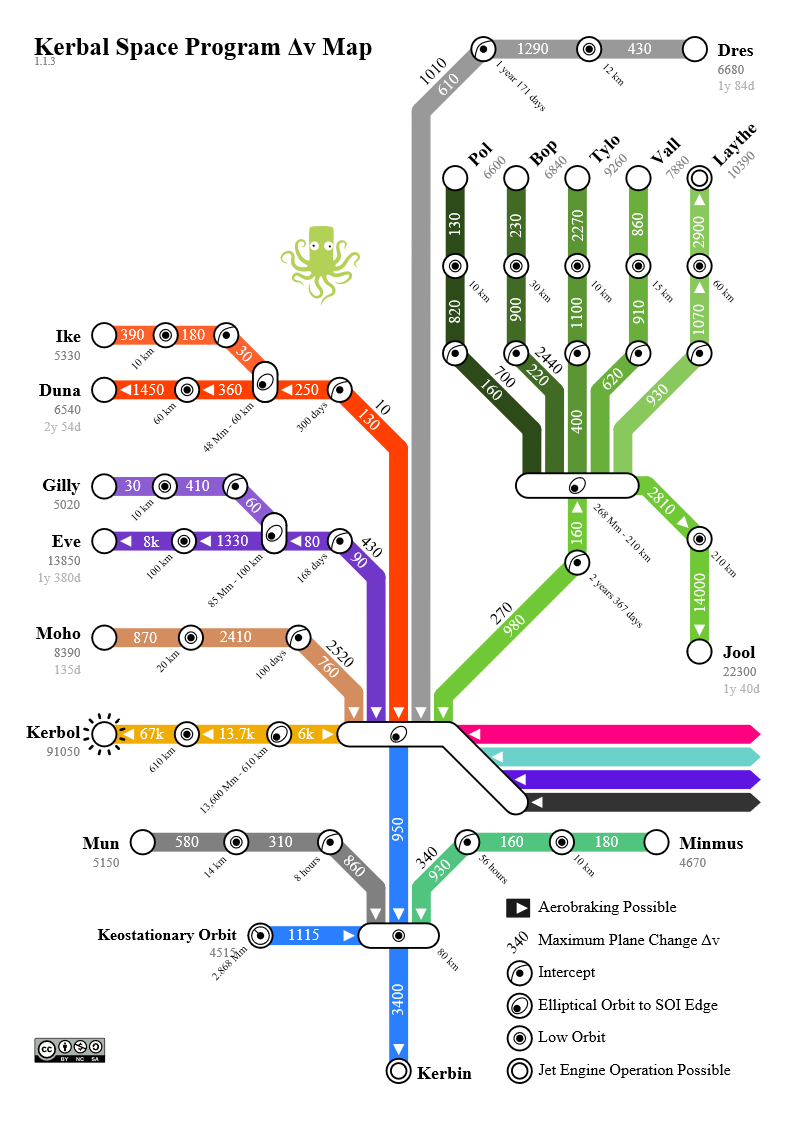 Kerbal Space Program Δv Map
1.1.3
1010
610
1290
430
Dres
6680
1y 84d
1 year 171 days
12 km
Pol
6600
Bop
6840
Tylo
9260
Vall
7880
Laythe
10390
130
230
2270
860
2900
10 km
30 km
10 km
15 km
60 km
820
900
1100
910
1070
700
160
2440
220
400
620
930
268 Mm - 210 km
2810
210 km
160
14000
2 years 367 days
270
980
Jool
22300
1y 40d
Ike
5330
390
180
30
10 km
Duna
6540
2y 54d
1450
360
250
10
130
60 km
48 Mm - 60 km
300 days
Gilly
5020
30
410
60
10 km
Eve
13850
1y 380d
8k
1330
80
430
90
100 km
85 Mm - 100 km
168 days
Moho
8390
135d
870
2410
2520
760
20 km
100 days
Kerbol
91050
67k
13.7k
6k
610 km
13,600 Mm - 610 km
950
Mun
5150
580
310
860
14 km
8 hours
340
930
160
180
Minmus
4670
56 hours
10 km
Keostationary Orbit
4515
2.868 Mm
1115
80 km
3400
Kerbin
Aerobraking Possible
340
Maximum Plane Change Δv
Intercept
Elliptical Orbit to SOI Edge
Low Orbit
Jet Engine Operation Possible
cc
BY NC SA